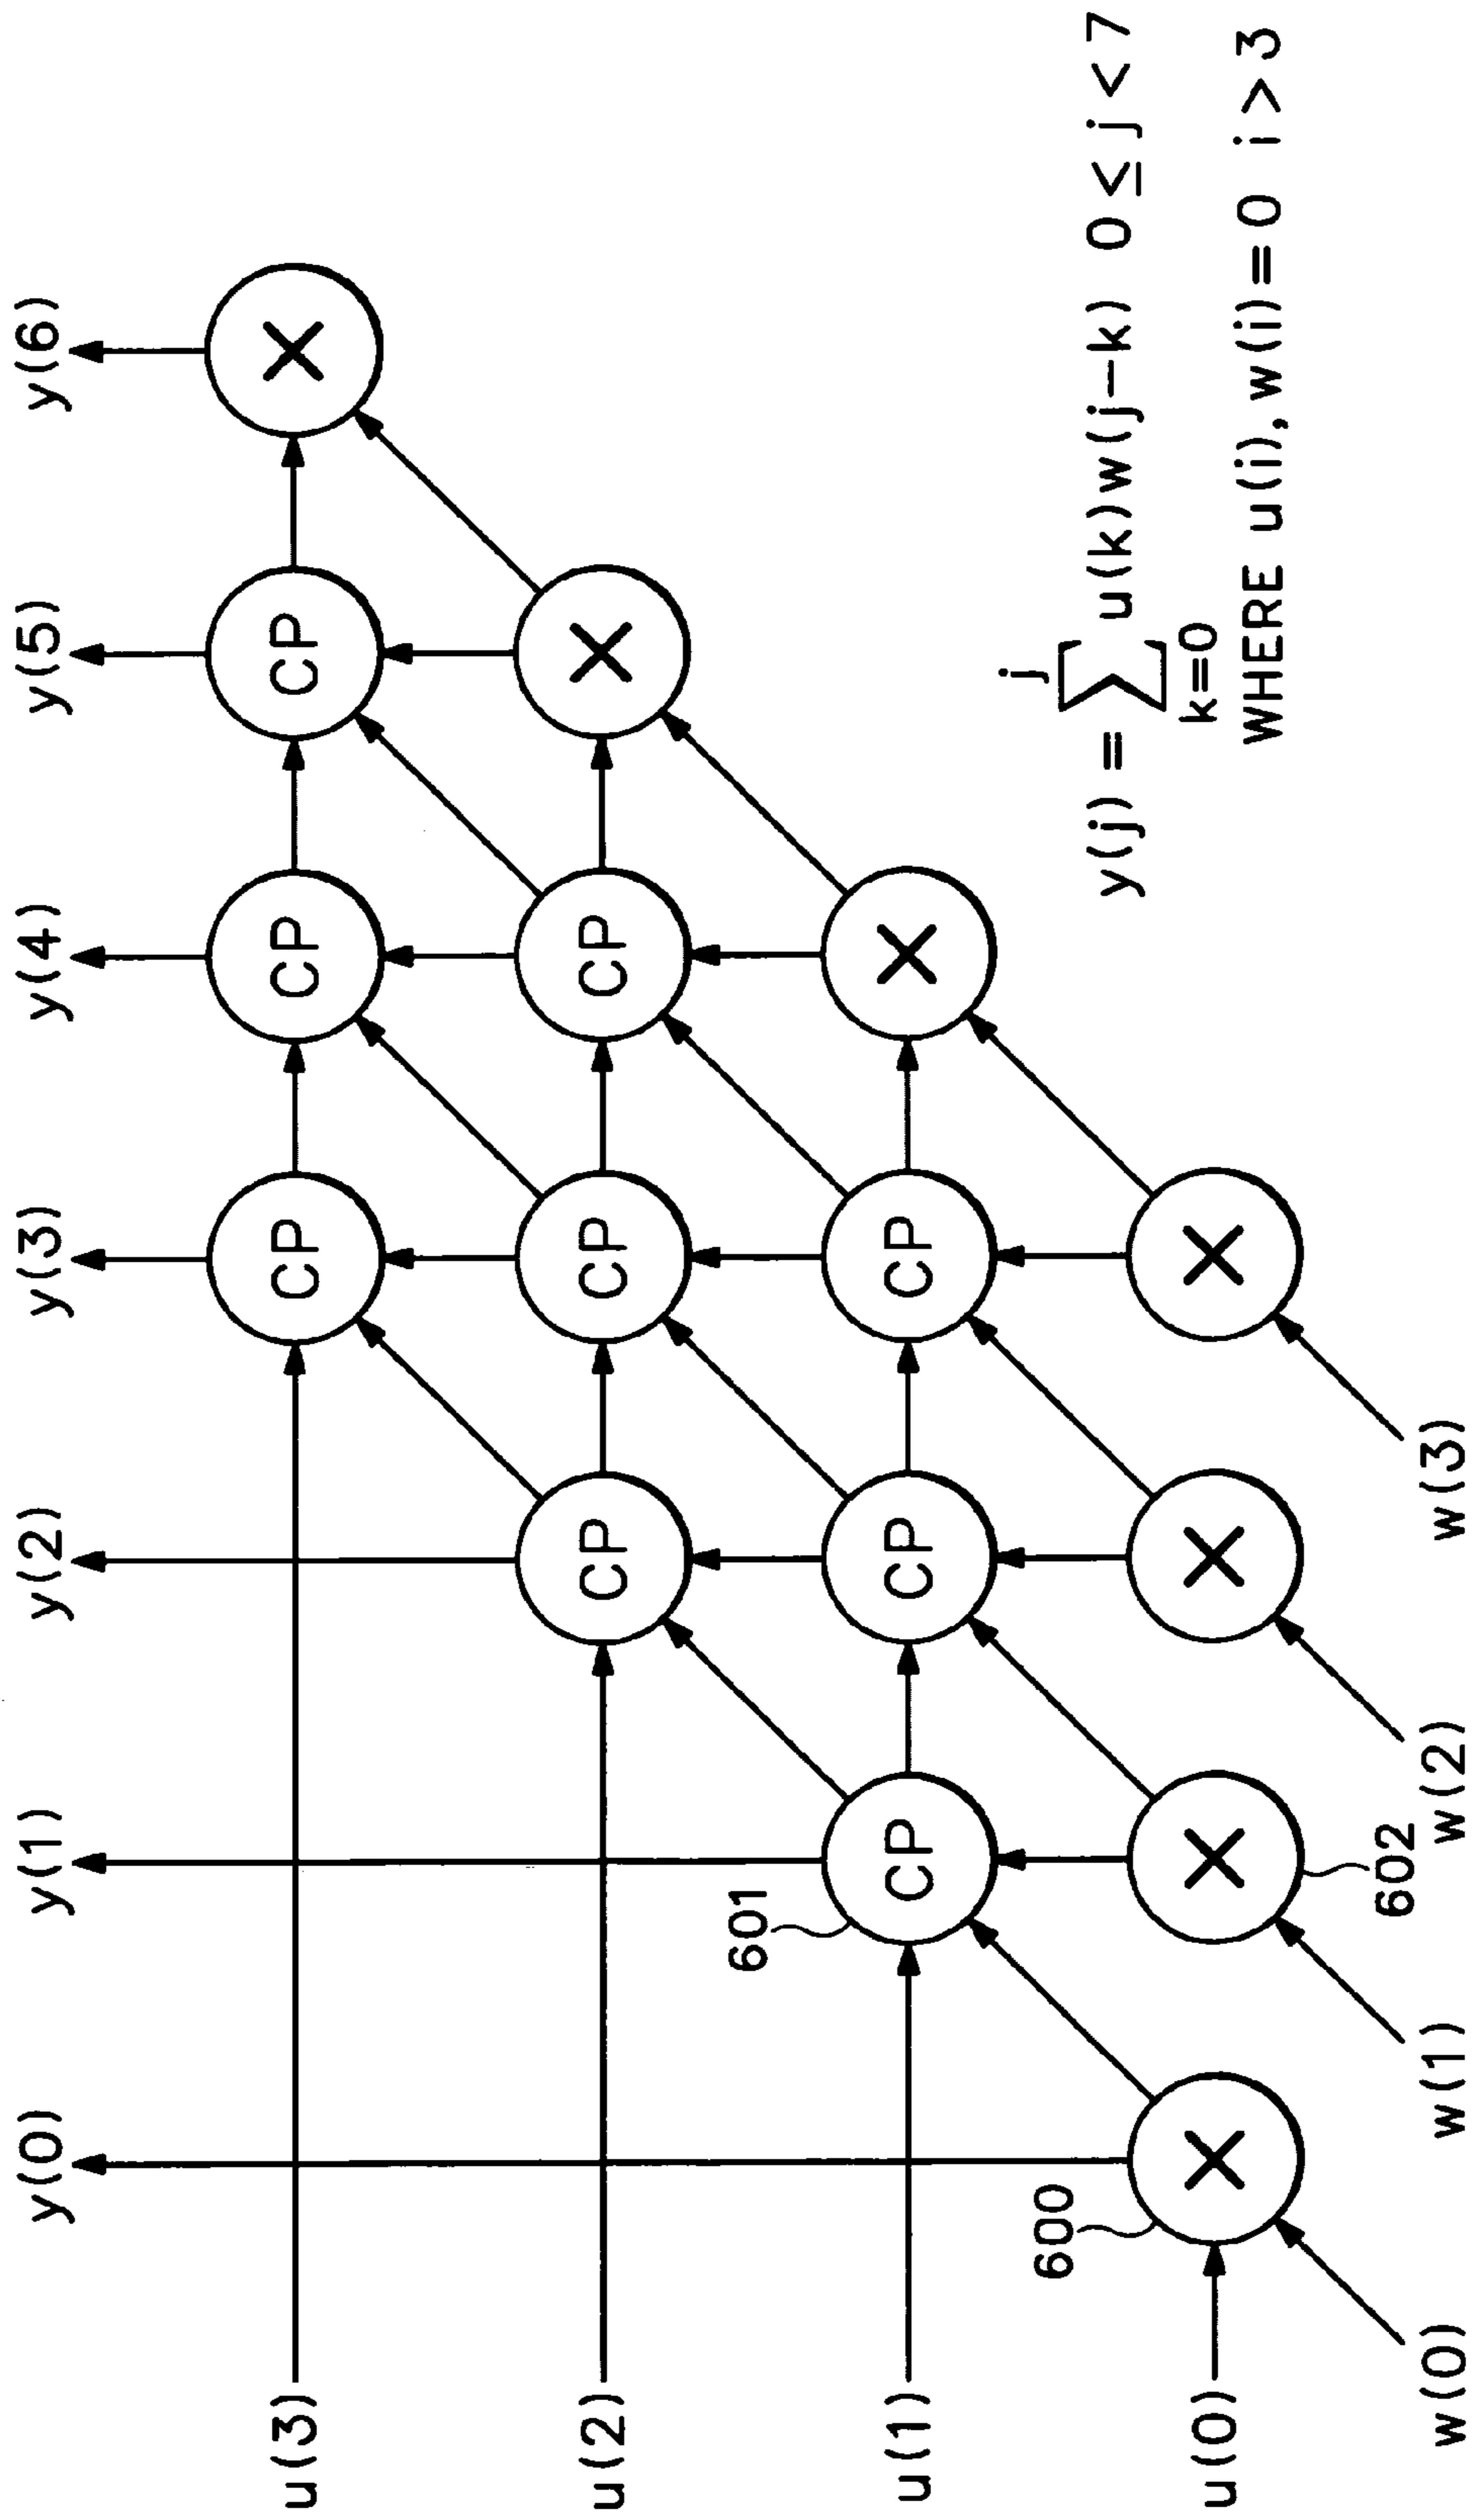 y(0) y(1) y(2) y(3) y(4) y(5) y(6)
u(3) CP CP CP ×
u(2) CP CP CP ×
601
u(1) CP CP CP ×
600
u(0) × × × ×
602
w(0) w(1) w(2) w(3)
y(j) = j ∑ k=0 u(k)w(j−k) 0 ≤ j < 7
WHERE u(i),w(i)=0 i >3